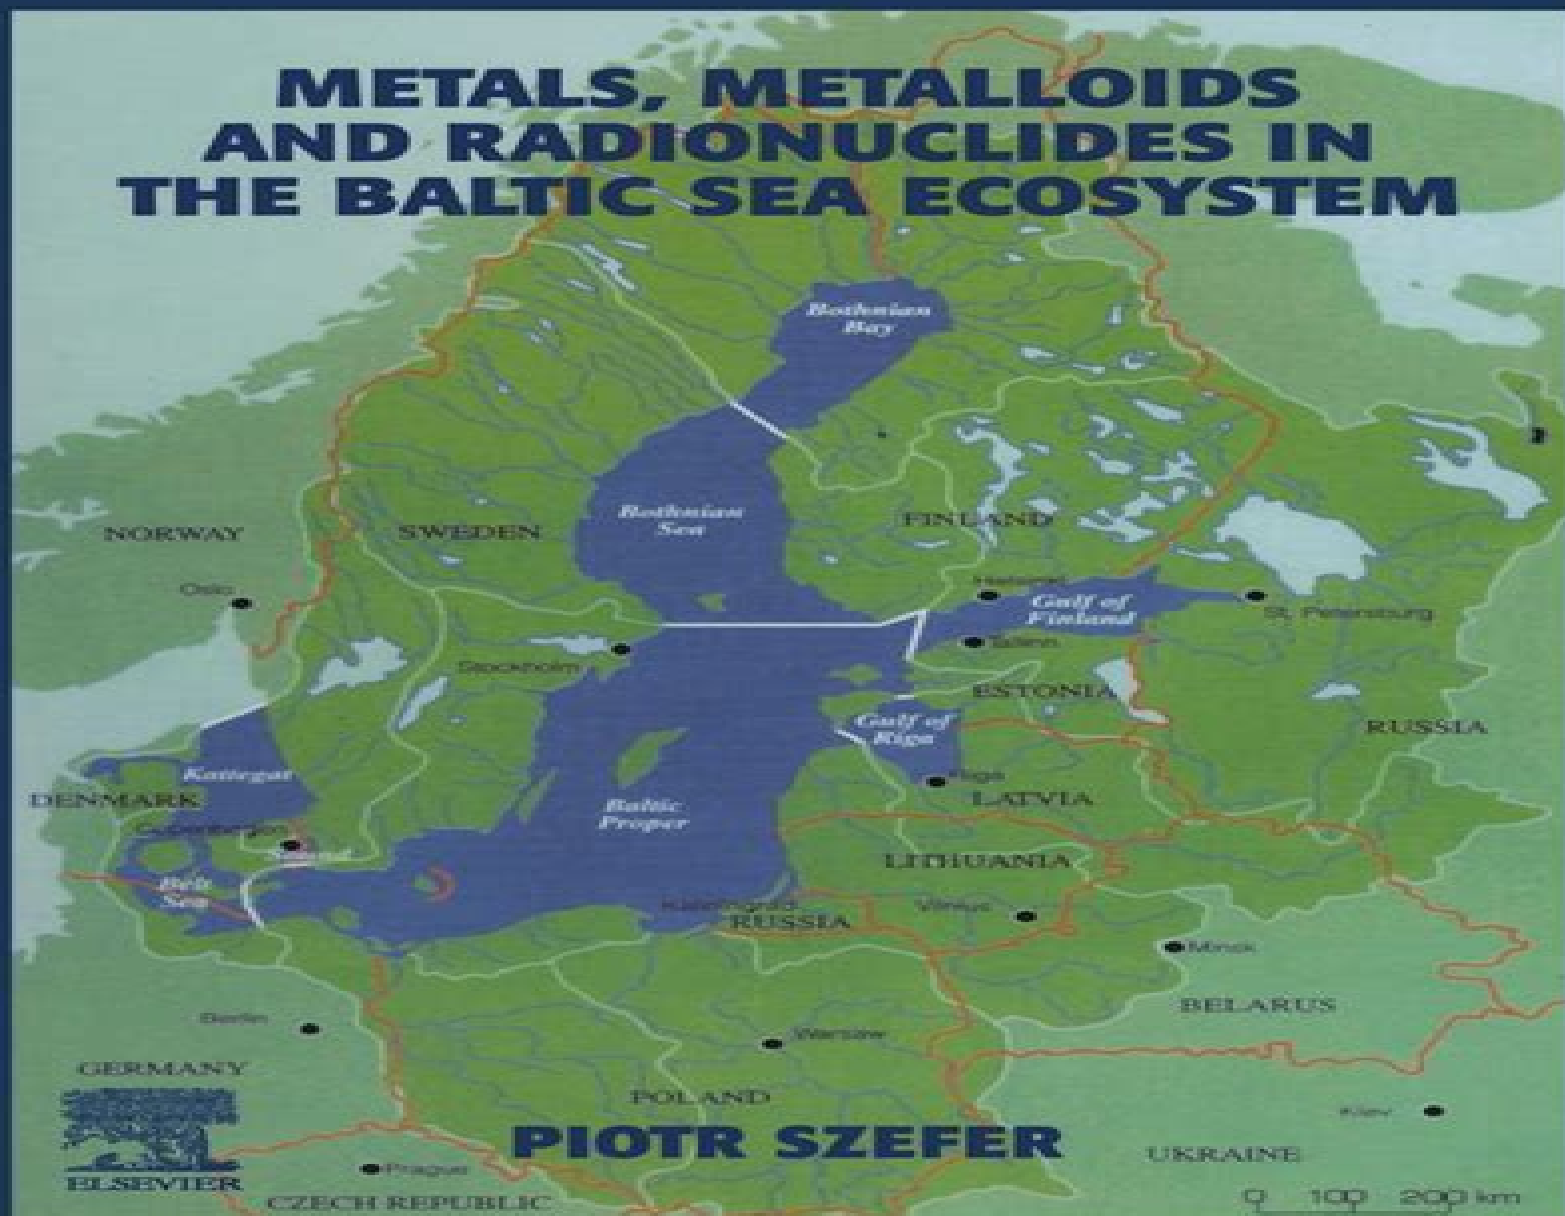 METALS, METALLOIDS
AND RADIONUCLIDES IN
THE BALTIC SEA ECOSYSTEM
Bothnian
Bay
Bothnian
Sea
NORWAY
SWEDEN
FINLAND
Oslo
Helsinki
Gulf of
Finland
St. Petersburg
Stockholm
Tallinn
ESTONIA
Gulf of
Riga
RUSSIA
Kattegat
Riga
DENMARK
LATVIA
Copenhagen
Baltic
Proper
LITHUANIA
Belt
Sea
Kaliningrad
RUSSIA
Vilnius
Minsk
BELARUS
Berlin
Warsaw
GERMANY
POLAND
Kiev
PIOTR SZEFER
UKRAINE
Prague
ELSEVIER
CZECH REPUBLIC
0 100 200 km